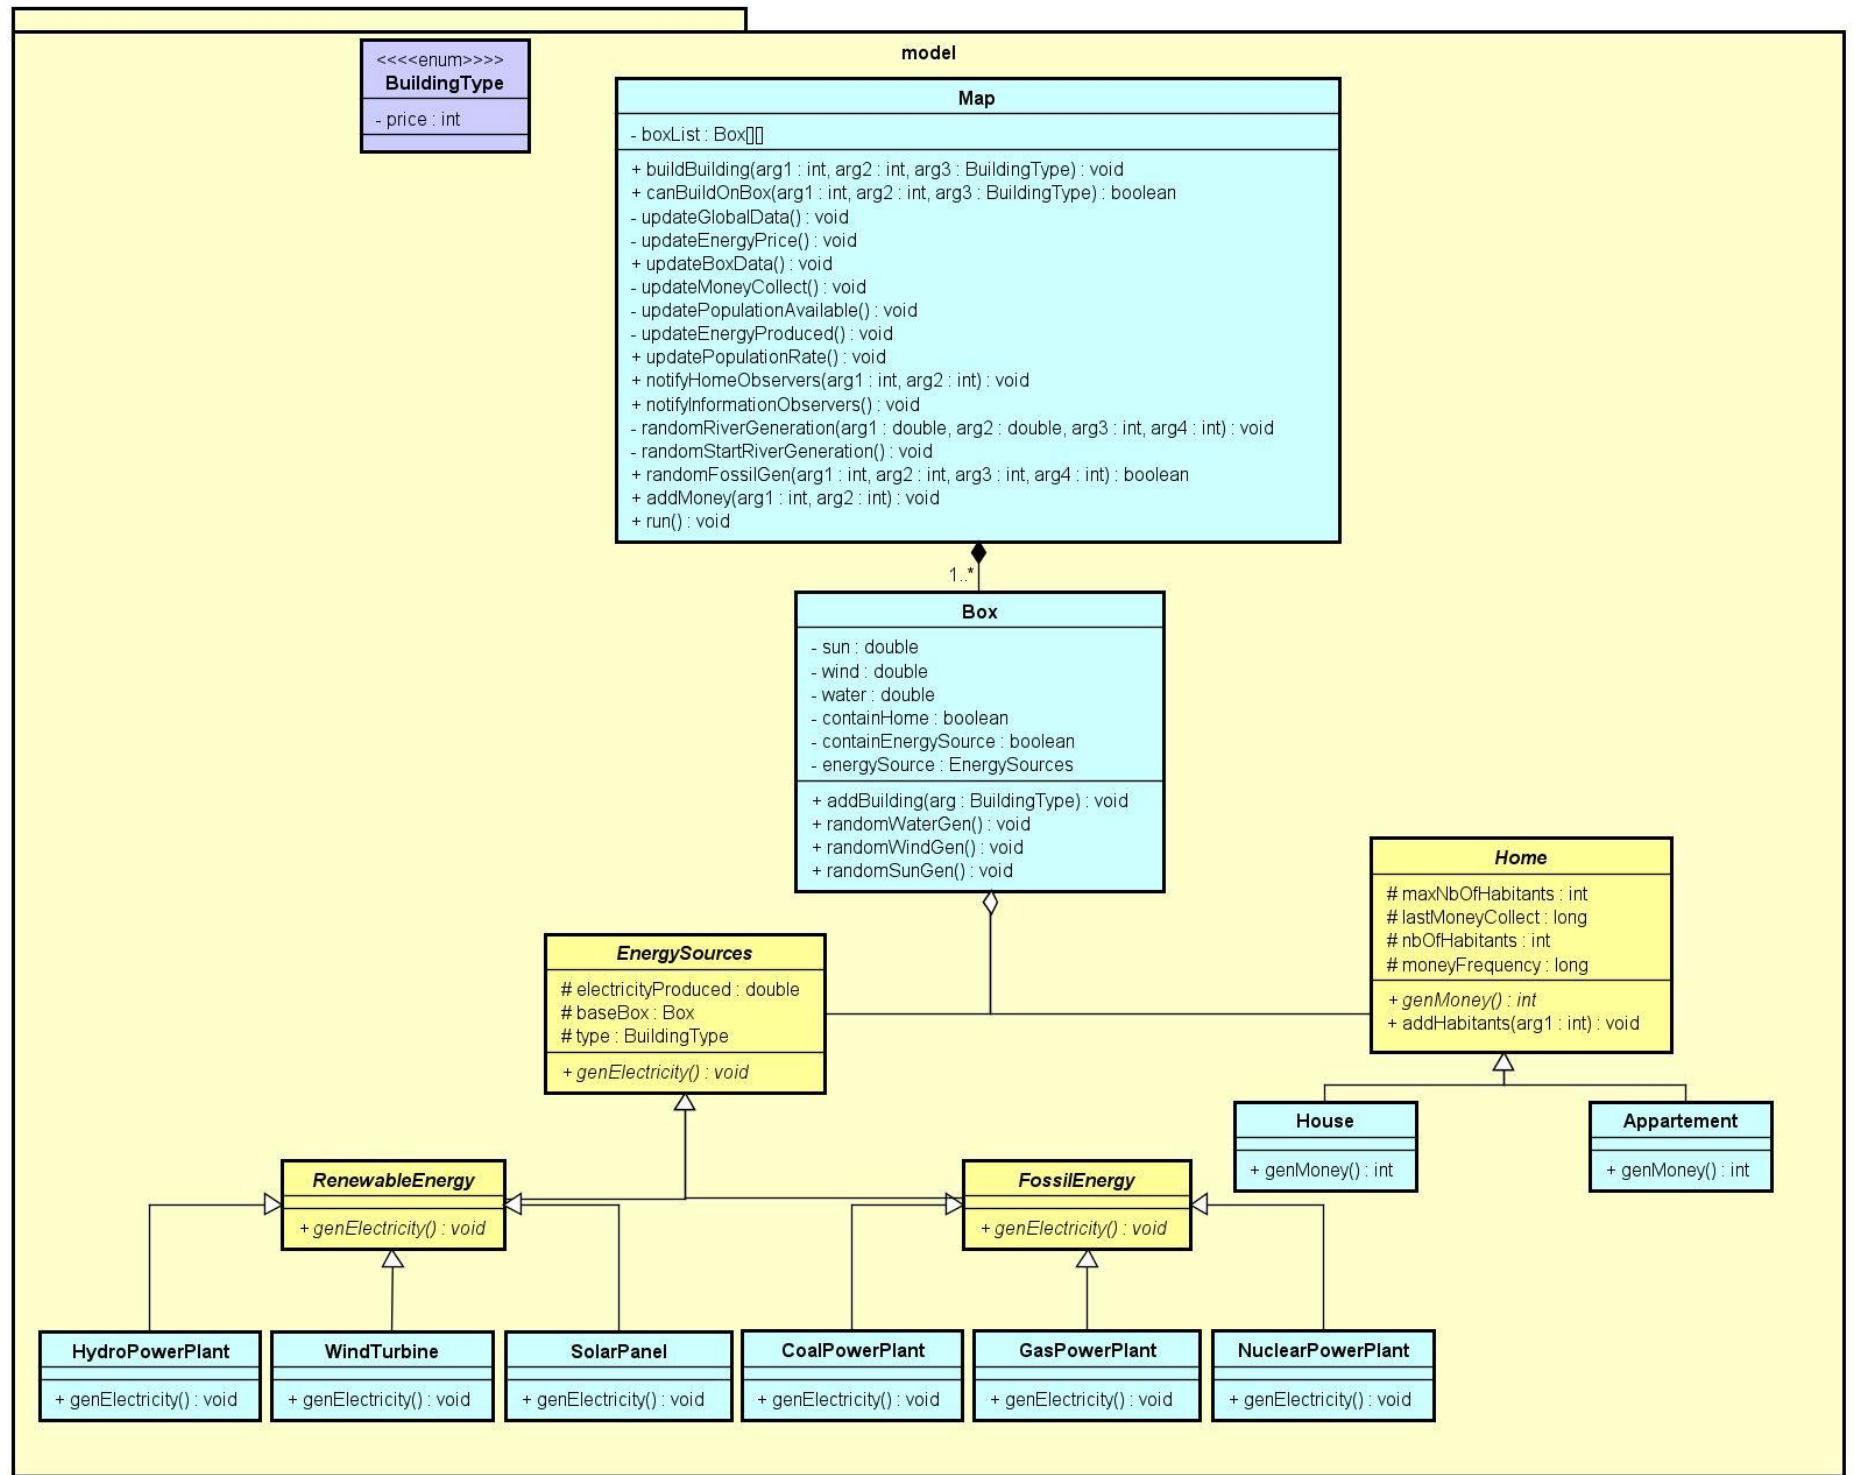 model
<<<<enum>>>>
BuildingType
- price : int
Map
- boxList : Box[][]
+ buildBuilding(arg1 : int, arg2 : int, arg3 : BuildingType) : void
+ canBuildOnBox(arg1 : int, arg2 : int, arg3 : BuildingType) : boolean
- updateGlobalData() : void
- updateEnergyPrice() : void
+ updateBoxData() : void
- updateMoneyCollect() : void
- updatePopulationAvailable() : void
- updateEnergyProduced() : void
+ updatePopulationRate() : void
+ notifyHomeObservers(arg1 : int, arg2 : int) : void
+ notifyInformationObservers() : void
- randomRiverGeneration(arg1 : double, arg2 : double, arg3 : int, arg4 : int) : void
- randomStartRiverGeneration() : void
+ randomFossilGen(arg1 : int, arg2 : int, arg3 : int, arg4 : int) : boolean
+ addMoney(arg1 : int, arg2 : int) : void
+ run() : void
1..*
Box
- sun : double
- wind : double
- water : double
- containHome : boolean
- containEnergySource : boolean
- energySource : EnergySources
+ addBuilding(arg : BuildingType) : void
+ randomWaterGen() : void
+ randomWindGen() : void
+ randomSunGen() : void
Home
# maxNbOfHabitants : int
# lastMoneyCollect : long
# nbOfHabitants : int
# moneyFrequency : long
+ genMoney() : int
+ addHabitants(arg1 : int) : void
EnergySources
# electricityProduced : double
# baseBox : Box
# type : BuildingType
+ genElectricity() : void
House
+ genMoney() : int
Appartement
+ genMoney() : int
RenewableEnergy
+ genElectricity() : void
FossilEnergy
+ genElectricity() : void
HydroPowerPlant
+ genElectricity() : void
WindTurbine
+ genElectricity() : void
SolarPanel
+ genElectricity() : void
CoalPowerPlant
+ genElectricity() : void
GasPowerPlant
+ genElectricity() : void
NuclearPowerPlant
+ genElectricity() : void